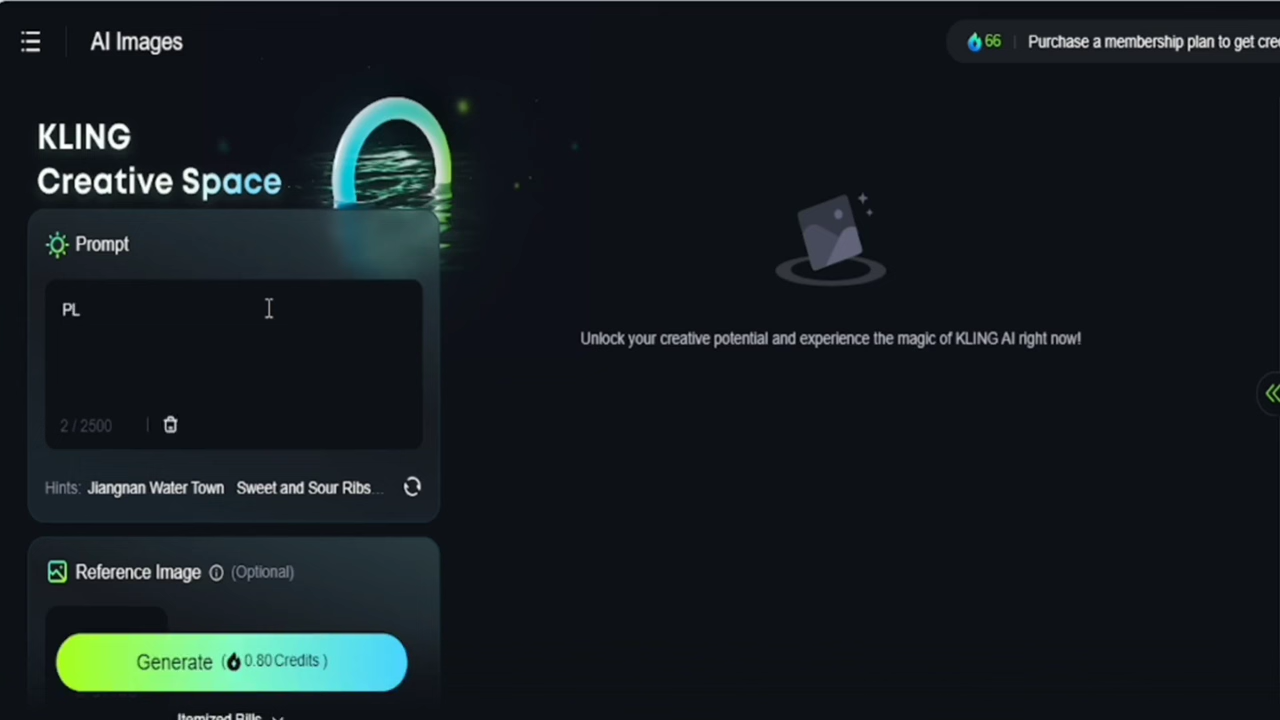 AI Images
66
Purchase a membership plan to get cre
KLING
Creative Space
Prompt
PL
2 / 2500
Hints: Jiangnan Water Town Sweet and Sour Ribs...
Unlock your creative potential and experience the magic of KLING AI right now!
Reference Image (Optional)
Generate ( 0.80 Credits )
Itemized Bills